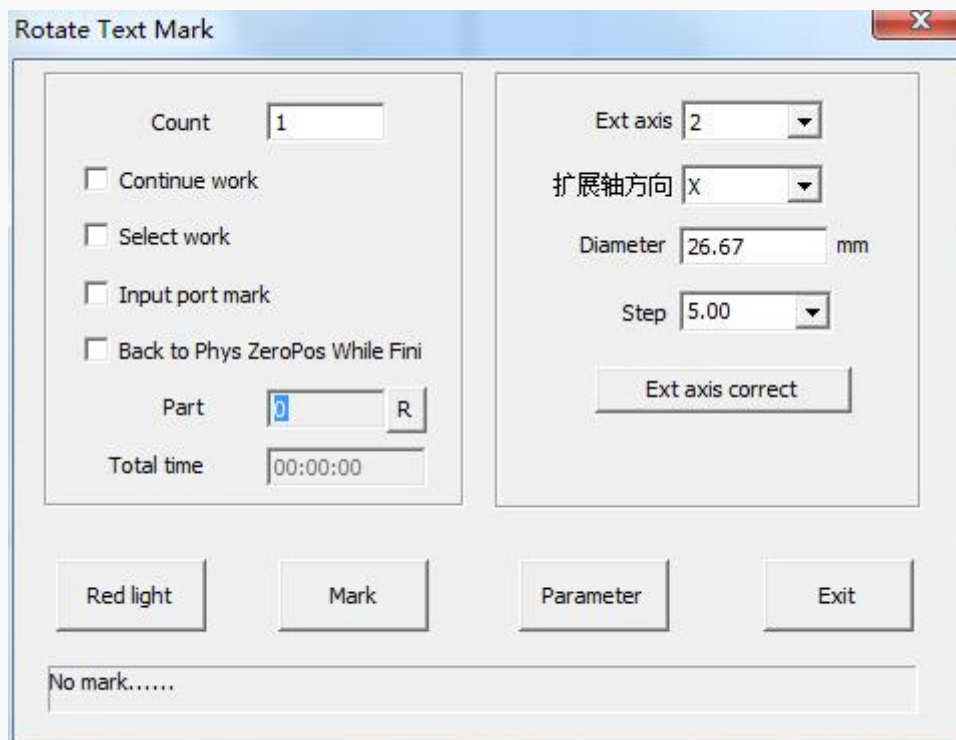 Rotate Text Mark
Count 1
Continue work
Select work
Input port mark
Back to Phys ZeroPos While Fini
Part 0 R
Total time 00:00:00
Ext axis 2
扩展轴方向 X
Diameter 26.67 mm
Step 5.00
Ext axis correct
Red light Mark Parameter Exit
No mark......